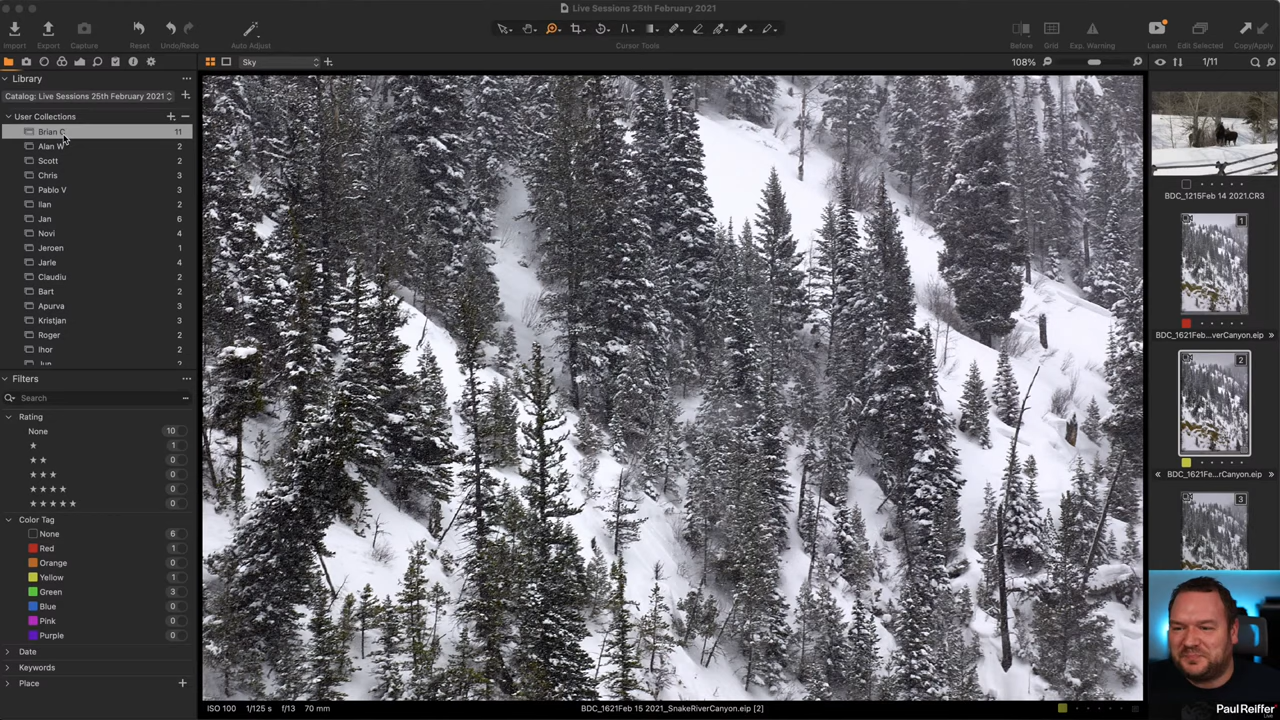 Live Sessions 25th February 2021
Import
Export
Capture
Reset
Undo/Redo
Auto Adjust
Cursor Tools
Before
Grid
Exp. Warning
Learn
Edit Selected
Copy/Apply
Sky
108%
1/11
Library
Catalog: Live Sessions 25th February 2021
User Collections
Brian 11
Alan W 2
Scott 2
Chris 3
Pablo V 3
Ilan 2
Jan 6
Novi 4
Jeroen 1
Jarle 4
Claudiu 2
Bart 2
Apurva 3
Kristjan 3
Roger 2
Ihor 2
Filters
Search
Rating
None 10
★ 1
★★ 0
★★★ 0
★★★★ 0
★★★★★ 0
Color Tag
None 6
Red 1
Orange 0
Yellow 1
Green 3
Blue 0
Pink 0
Purple 0
Date
Keywords
Place
BDC_1215Feb 14 2021.CR3
1
BDC_1621Feb...verCanyon.eip
2
BDC_1621Fe...rCanyon.eip
3
ISO 100 1/125 s f/13 70 mm
BDC_1621Feb 15 2021_SnakeRiverCanyon.eip [2]
Paul Reiffer
Live